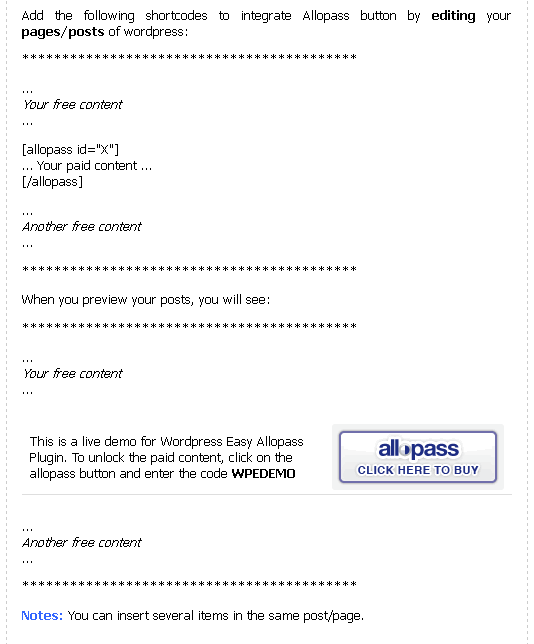 Add the following shortcodes to integrate Allopass button by editing your
pages/posts of wordpress:
******************************************
...
Your free content
...
[allopass id="X"]
... Your paid content ...
[/allopass]
...
Another free content
...
******************************************
When you preview your posts, you will see:
******************************************
...
Your free content
...
This is a live demo for Wordpress Easy Allopass
Plugin. To unlock the paid content, click on the
allopass button and enter the code WPEDEMO
allopass
CLICK HERE TO BUY
...
Another free content
...
******************************************
Notes: You can insert several items in the same post/page.